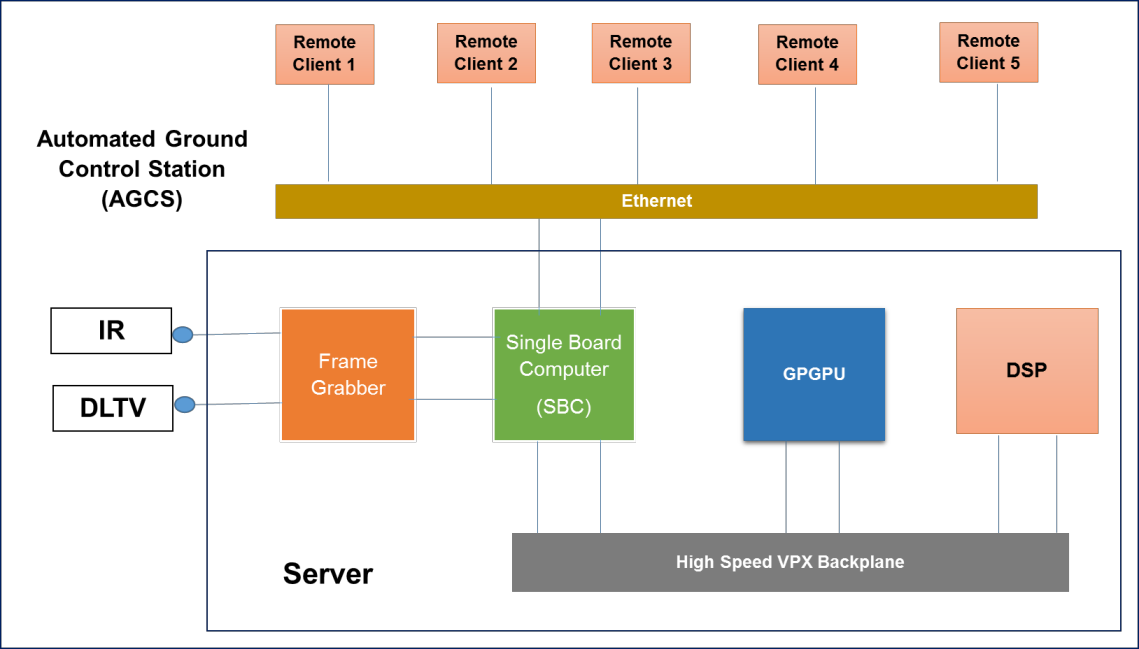 Remote
Client 1
Remote
Client 2
Remote
Client 3
Remote
Client 4
Remote
Client 5
Automated Ground
Control Station
(AGCS)
Ethernet
IR
DLTV
Frame
Grabber
Single Board
Computer
(SBC)
GPGPU
DSP
High Speed VPX Backplane
Server